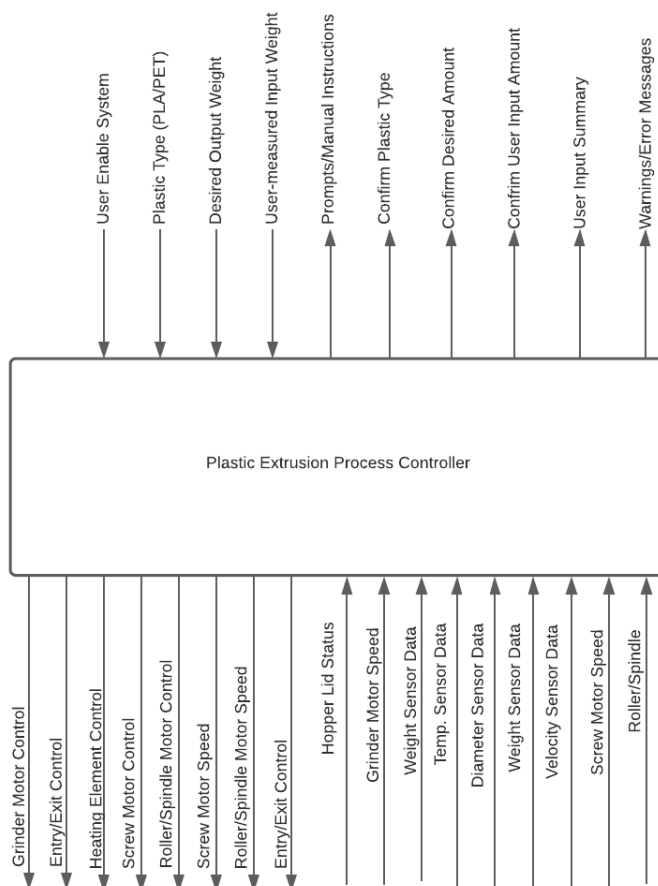 User Enable System
Plastic Type (PLA/PET)
Desired Output Weight
User-measured Input Weight
Prompts/Manual Instructions
Confirm Plastic Type
Confirm Desired Amount
Confrim User Input Amount
User Input Summary
Warnings/Error Messages
Plastic Extrusion Process Controller
Grinder Motor Control
Entry/Exit Control
Heating Element Control
Screw Motor Control
Roller/Spindle Motor Control
Screw Motor Speed
Roller/Spindle Motor Speed
Entry/Exit Control
Hopper Lid Status
Grinder Motor Speed
Weight Sensor Data
Temp. Sensor Data
Diameter Sensor Data
Weight Sensor Data
Velocity Sensor Data
Screw Motor Speed
Roller/Spindle